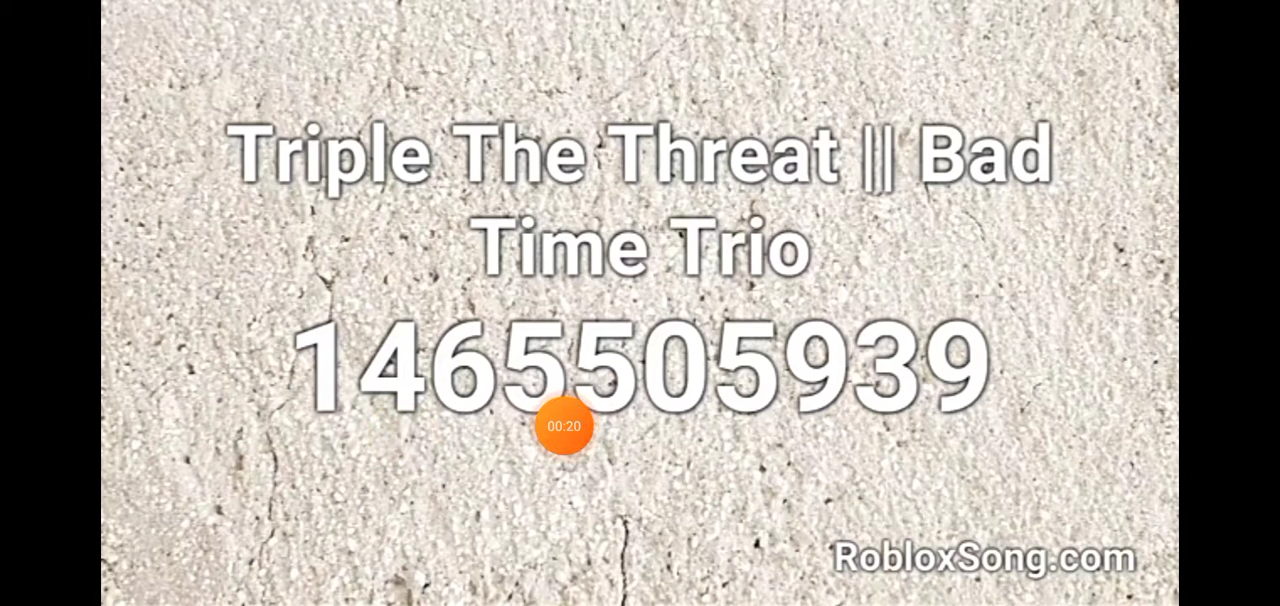 Triple The Threat || Bad
Time Trio
1465505939
00:20
RobloxSong.com